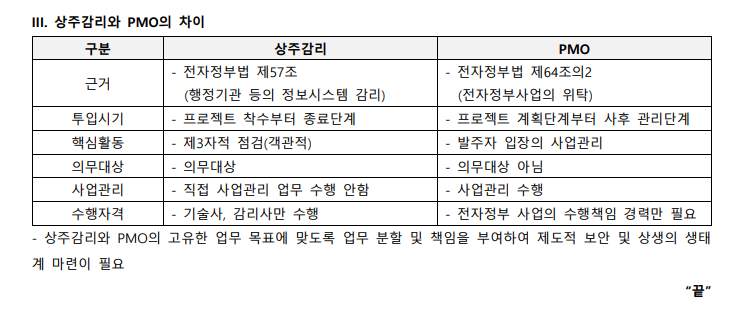 III. 상주감리와 PMO의 차이
구분 상주감리 PMO
근거 - 전자정부법 제57조 - 전자정부법 제64조의2
(행정기관 등의 정보시스템 감리) (전자정부사업의 위탁)
투입시기 - 프로젝트 착수부터 종료단계 - 프로젝트 계획단계부터 사후 관리단계
핵심활동 - 제3자적 점검(객관적) - 발주자 입장의 사업관리
의무대상 - 의무대상 - 의무대상 아님
사업관리 - 직접 사업관리 업무 수행 안함 - 사업관리 수행
수행자격 - 기술사, 감리사만 수행 - 전자정부 사업의 수행책임 경력만 필요
- 상주감리와 PMO의 고유한 업무 목표에 맞도록 업무 분할 및 책임을 부여하여 제도적 보안 및 상생의 생태
계 마련이 필요
“끝”